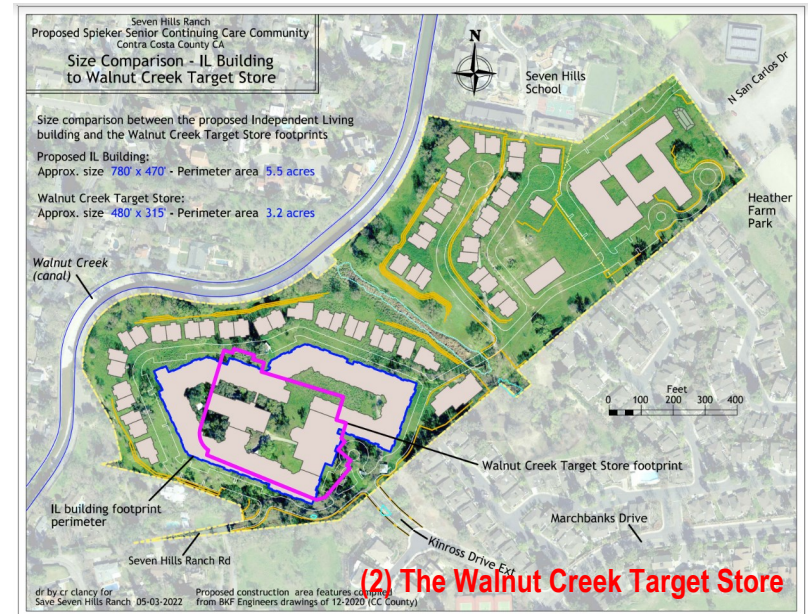 Seven Hills Ranch
Proposed Spieker Senior Continuing Care Community
Contra Costa County CA
Size Comparison - IL Building
to Walnut Creek Target Store
N
Seven Hills
School
N San Carlos Dr
Size comparison between the proposed Independent Living
building and the Walnut Creek Target Store footprints
Proposed IL Building:
Approx. size 780' x 470' - Perimeter area 5.5 acres
Walnut Creek Target Store:
Approx. size 480' x 315' - Perimeter area 3.2 acres
Heather
Farm
Park
Walnut Creek
(canal)
Feet
0 100 200 300 400
Walnut Creek Target Store footprint
IL building footprint
perimeter
Marchbanks Drive
Kinross Drive Ext
Seven Hills Ranch Rd
(2) The Walnut Creek Target Store
dr by cr clancy for
Save Seven Hills Ranch 05-03-2022
Proposed construction area features compiled
from BKF Engineers drawings of 12-2020 (CC County)